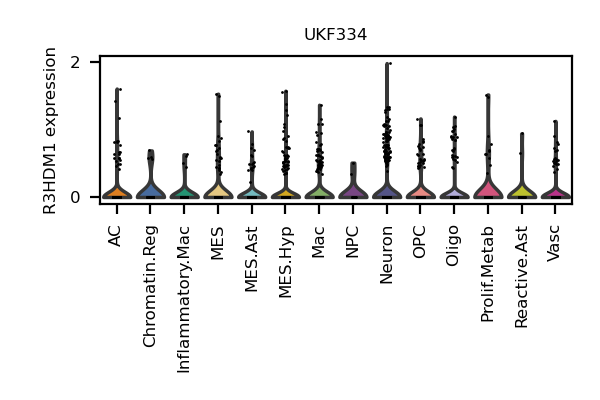 UKF334
R3HDM1 expression
2
0
AC
Chromatin.Reg
Inflammatory.Mac
MES
MES.Ast
MES.Hyp
Mac
NPC
Neuron
OPC
Oligo
Prolif.Metab
Reactive.Ast
Vasc